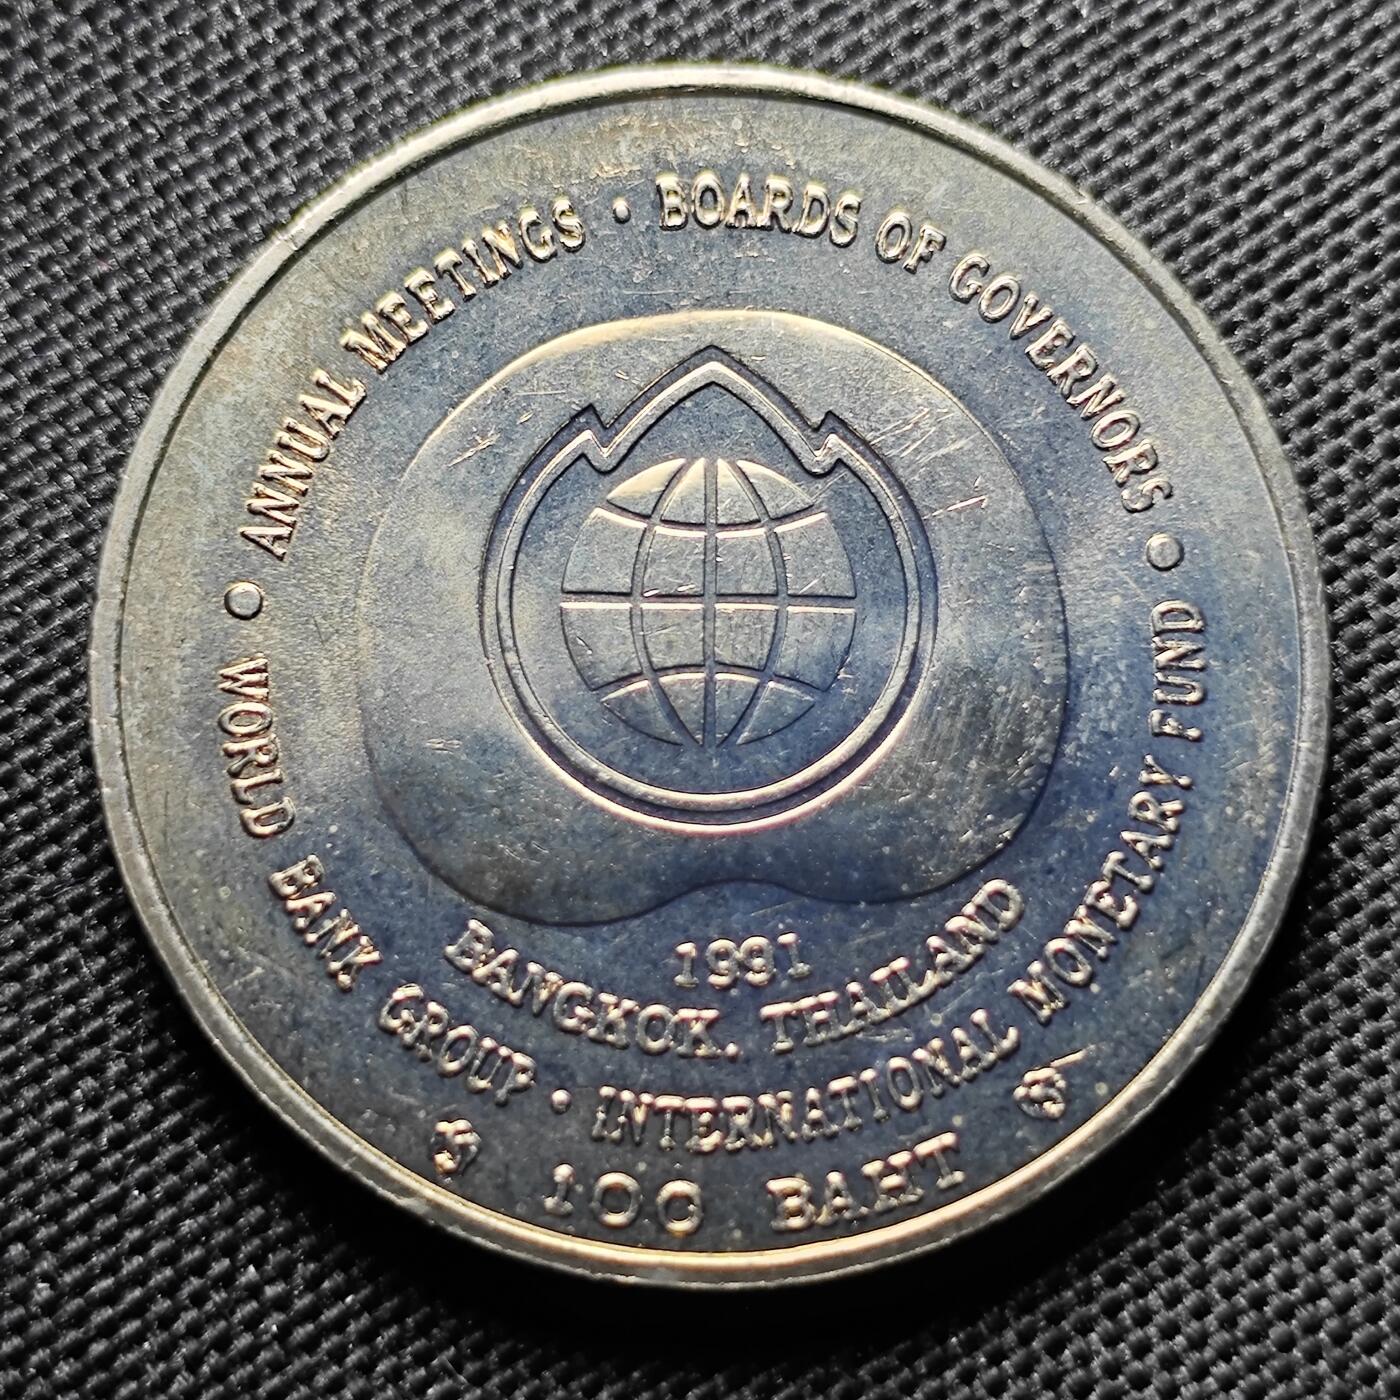 ANNUAL MEETINGS · BOARDS OF GOVERNORS
WORLD BANK GROUP · INTERNATIONAL MONETARY FUND
1991
BANGKOK, THAILAND
100 BAHT